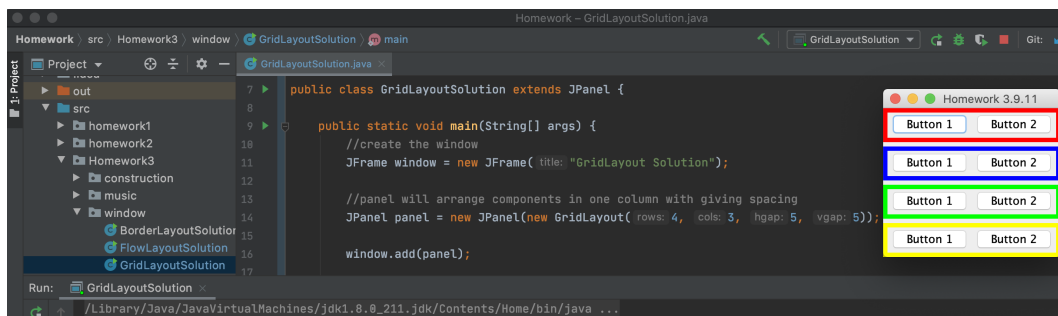 Homework – GridLayoutSolution.java
Homework src Homework3 window GridLayoutSolution main
GridLayoutSolution Git:
1: Project
Project
GridLayoutSolution.java
out
src
homework1
homework2
Homework3
construction
music
window
BorderLayoutSolution
FlowLayoutSolution
GridLayoutSolution
7 public class GridLayoutSolution extends JPanel {
8
9 public static void main(String[] args) {
10 //create the window
11 JFrame window = new JFrame( title: "GridLayout Solution");
12
13 //panel will arrange components in one column with giving spacing
14 JPanel panel = new JPanel(new GridLayout( rows: 4, cols: 3, hgap: 5, vgap: 5));
15
16 window.add(panel);
17
Homework 3.9.11
Button 1 Button 2
Button 1 Button 2
Button 1 Button 2
Button 1 Button 2
Run: GridLayoutSolution
/Library/Java/JavaVirtualMachines/jdk1.8.0_211.jdk/Contents/Home/bin/java ...